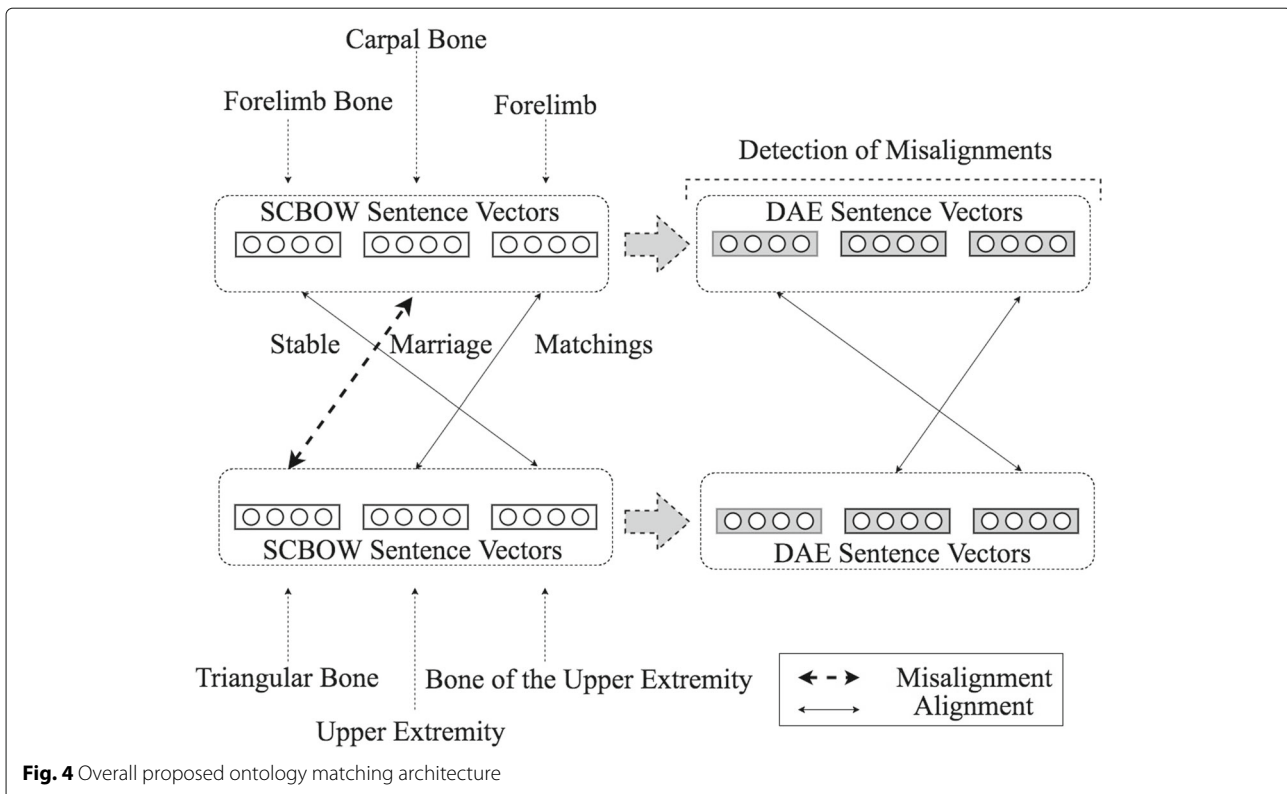 Carpal Bone
Forelimb Bone
Forelimb
Detection of Misalignments
SCBOW Sentence Vectors
DAE Sentence Vectors
Stable Marriage Matchings
SCBOW Sentence Vectors
DAE Sentence Vectors
Triangular Bone
Bone of the Upper Extremity
Upper Extremity
Misalignment
Alignment
Fig. 4 Overall proposed ontology matching architecture